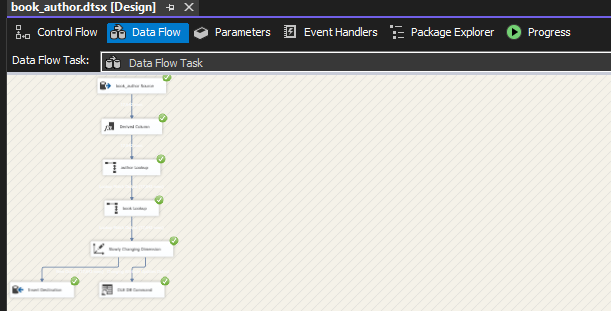 book_author.dtsx [Design]
Control Flow Data Flow Parameters Event Handlers Package Explorer Progress
Data Flow Task: Data Flow Task
book_author Source
Derived Column
author Lookup
book Lookup
Slowly Changing Dimension
Insert Destination OLE DB Command